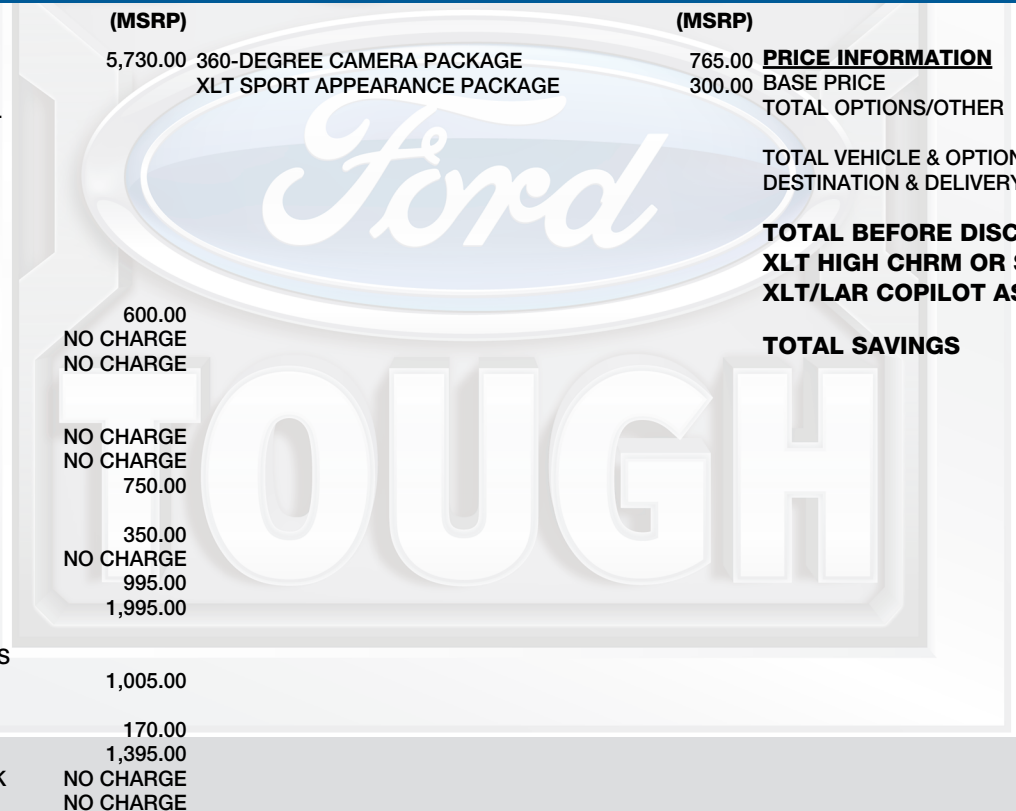 (MSRP) (MSRP)
5,730.00 360-DEGREE CAMERA PACKAGE 765.00 PRICE INFORMATION
XLT SPORT APPEARANCE PACKAGE 300.00 BASE PRICE
TOTAL OPTIONS/OTHER
TOTAL VEHICLE & OPTION
DESTINATION & DELIVERY
TOTAL BEFORE DISC
XLT HIGH CHRM OR S
XLT/LAR COPILOT AS
TOTAL SAVINGS
Ford
TOUGH
600.00
NO CHARGE
NO CHARGE
NO CHARGE
NO CHARGE
750.00
350.00
NO CHARGE
995.00
1,995.00
S
1,005.00
170.00
1,395.00
K NO CHARGE
NO CHARGE